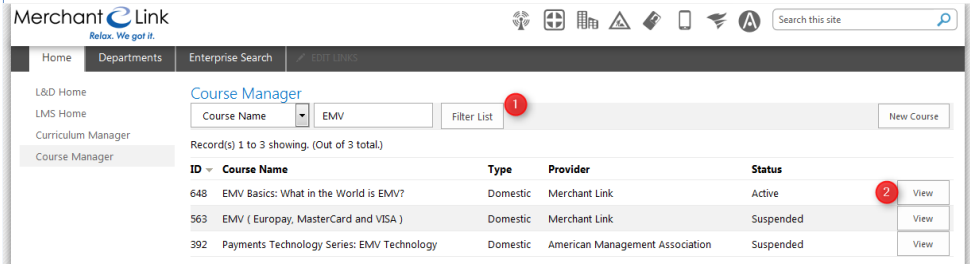 Merchant Link
Relax. We got it.
Search this site
Home Departments Enterprise Search EDIT LINKS
L&D Home
LMS Home
Curriculum Manager
Course Manager
Course Manager
Course Name EMV Filter List 1 New Course
Record(s) 1 to 3 showing. (Out of 3 total.)
ID Course Name Type Provider Status
648 EMV Basics: What in the World is EMV? Domestic Merchant Link Active 2 View
563 EMV ( Europay, MasterCard and VISA ) Domestic Merchant Link Suspended View
392 Payments Technology Series: EMV Technology Domestic American Management Association Suspended View